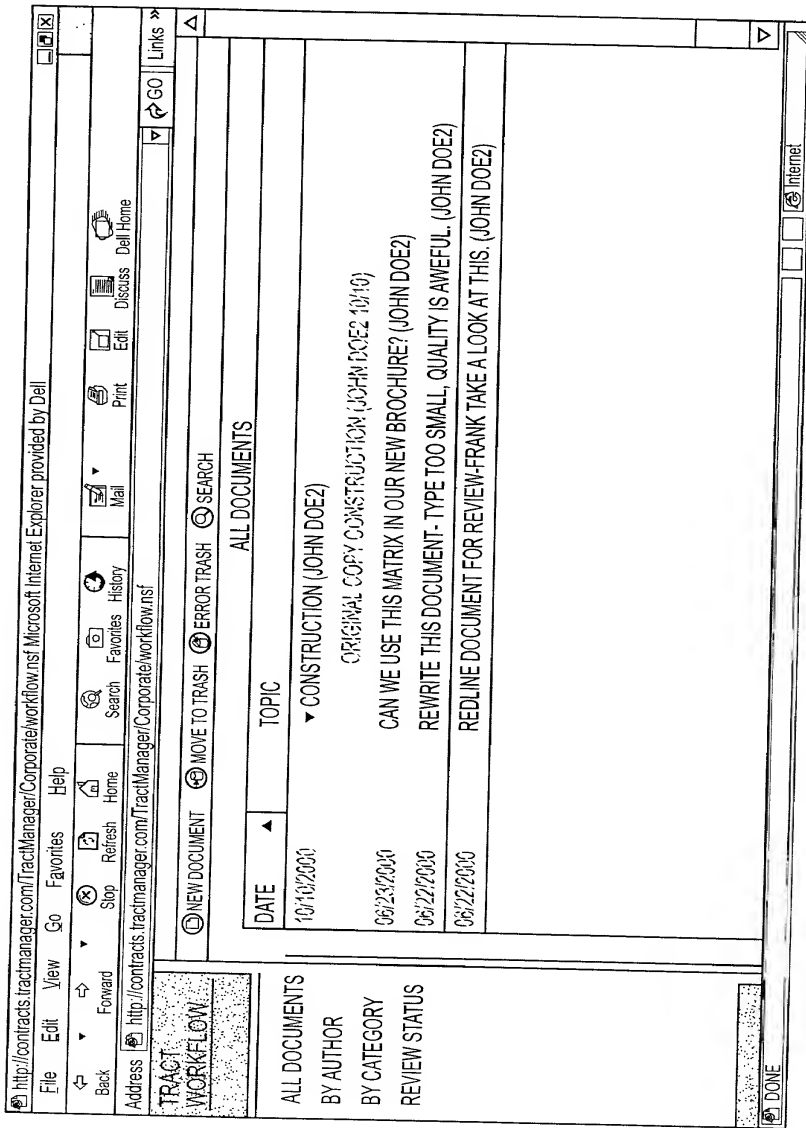 http://contracts.tractmanager.com/TractManager/Corporate/workflow.nsf Microsoft Internet Explorer provided by Dell
File Edit View Go Favorites Help
Back Forward Stop Refresh Home Search Favorites History Mail Print Edit Discuss Dell Home
Address http://contracts.tractmanager.com/TractManager/Corporate/workflow.nsf GO Links »
TRACT
WORKFLOW
ALL DOCUMENTS
BY AUTHOR
BY CATEGORY
REVIEW STATUS
NEW DOCUMENT MOVE TO TRASH ERROR TRASH SEARCH
ALL DOCUMENTS
DATE TOPIC
10/10/2000 CONSTRUCTION (JOHN DOE2)
ORIGINAL COPY CONSTRUCTION (JOHN DOE2 10/10)
06/23/2000 CAN WE USE THIS MATRIX IN OUR NEW BROCHURE? (JOHN DOE2)
06/22/2000 REWRITE THIS DOCUMENT- TYPE TOO SMALL, QUALITY IS AWEFUL. (JOHN DOE2)
06/22/2000 REDLINE DOCUMENT FOR REVIEW-FRANK TAKE A LOOK AT THIS. (JOHN DOE2)
DONE Internet